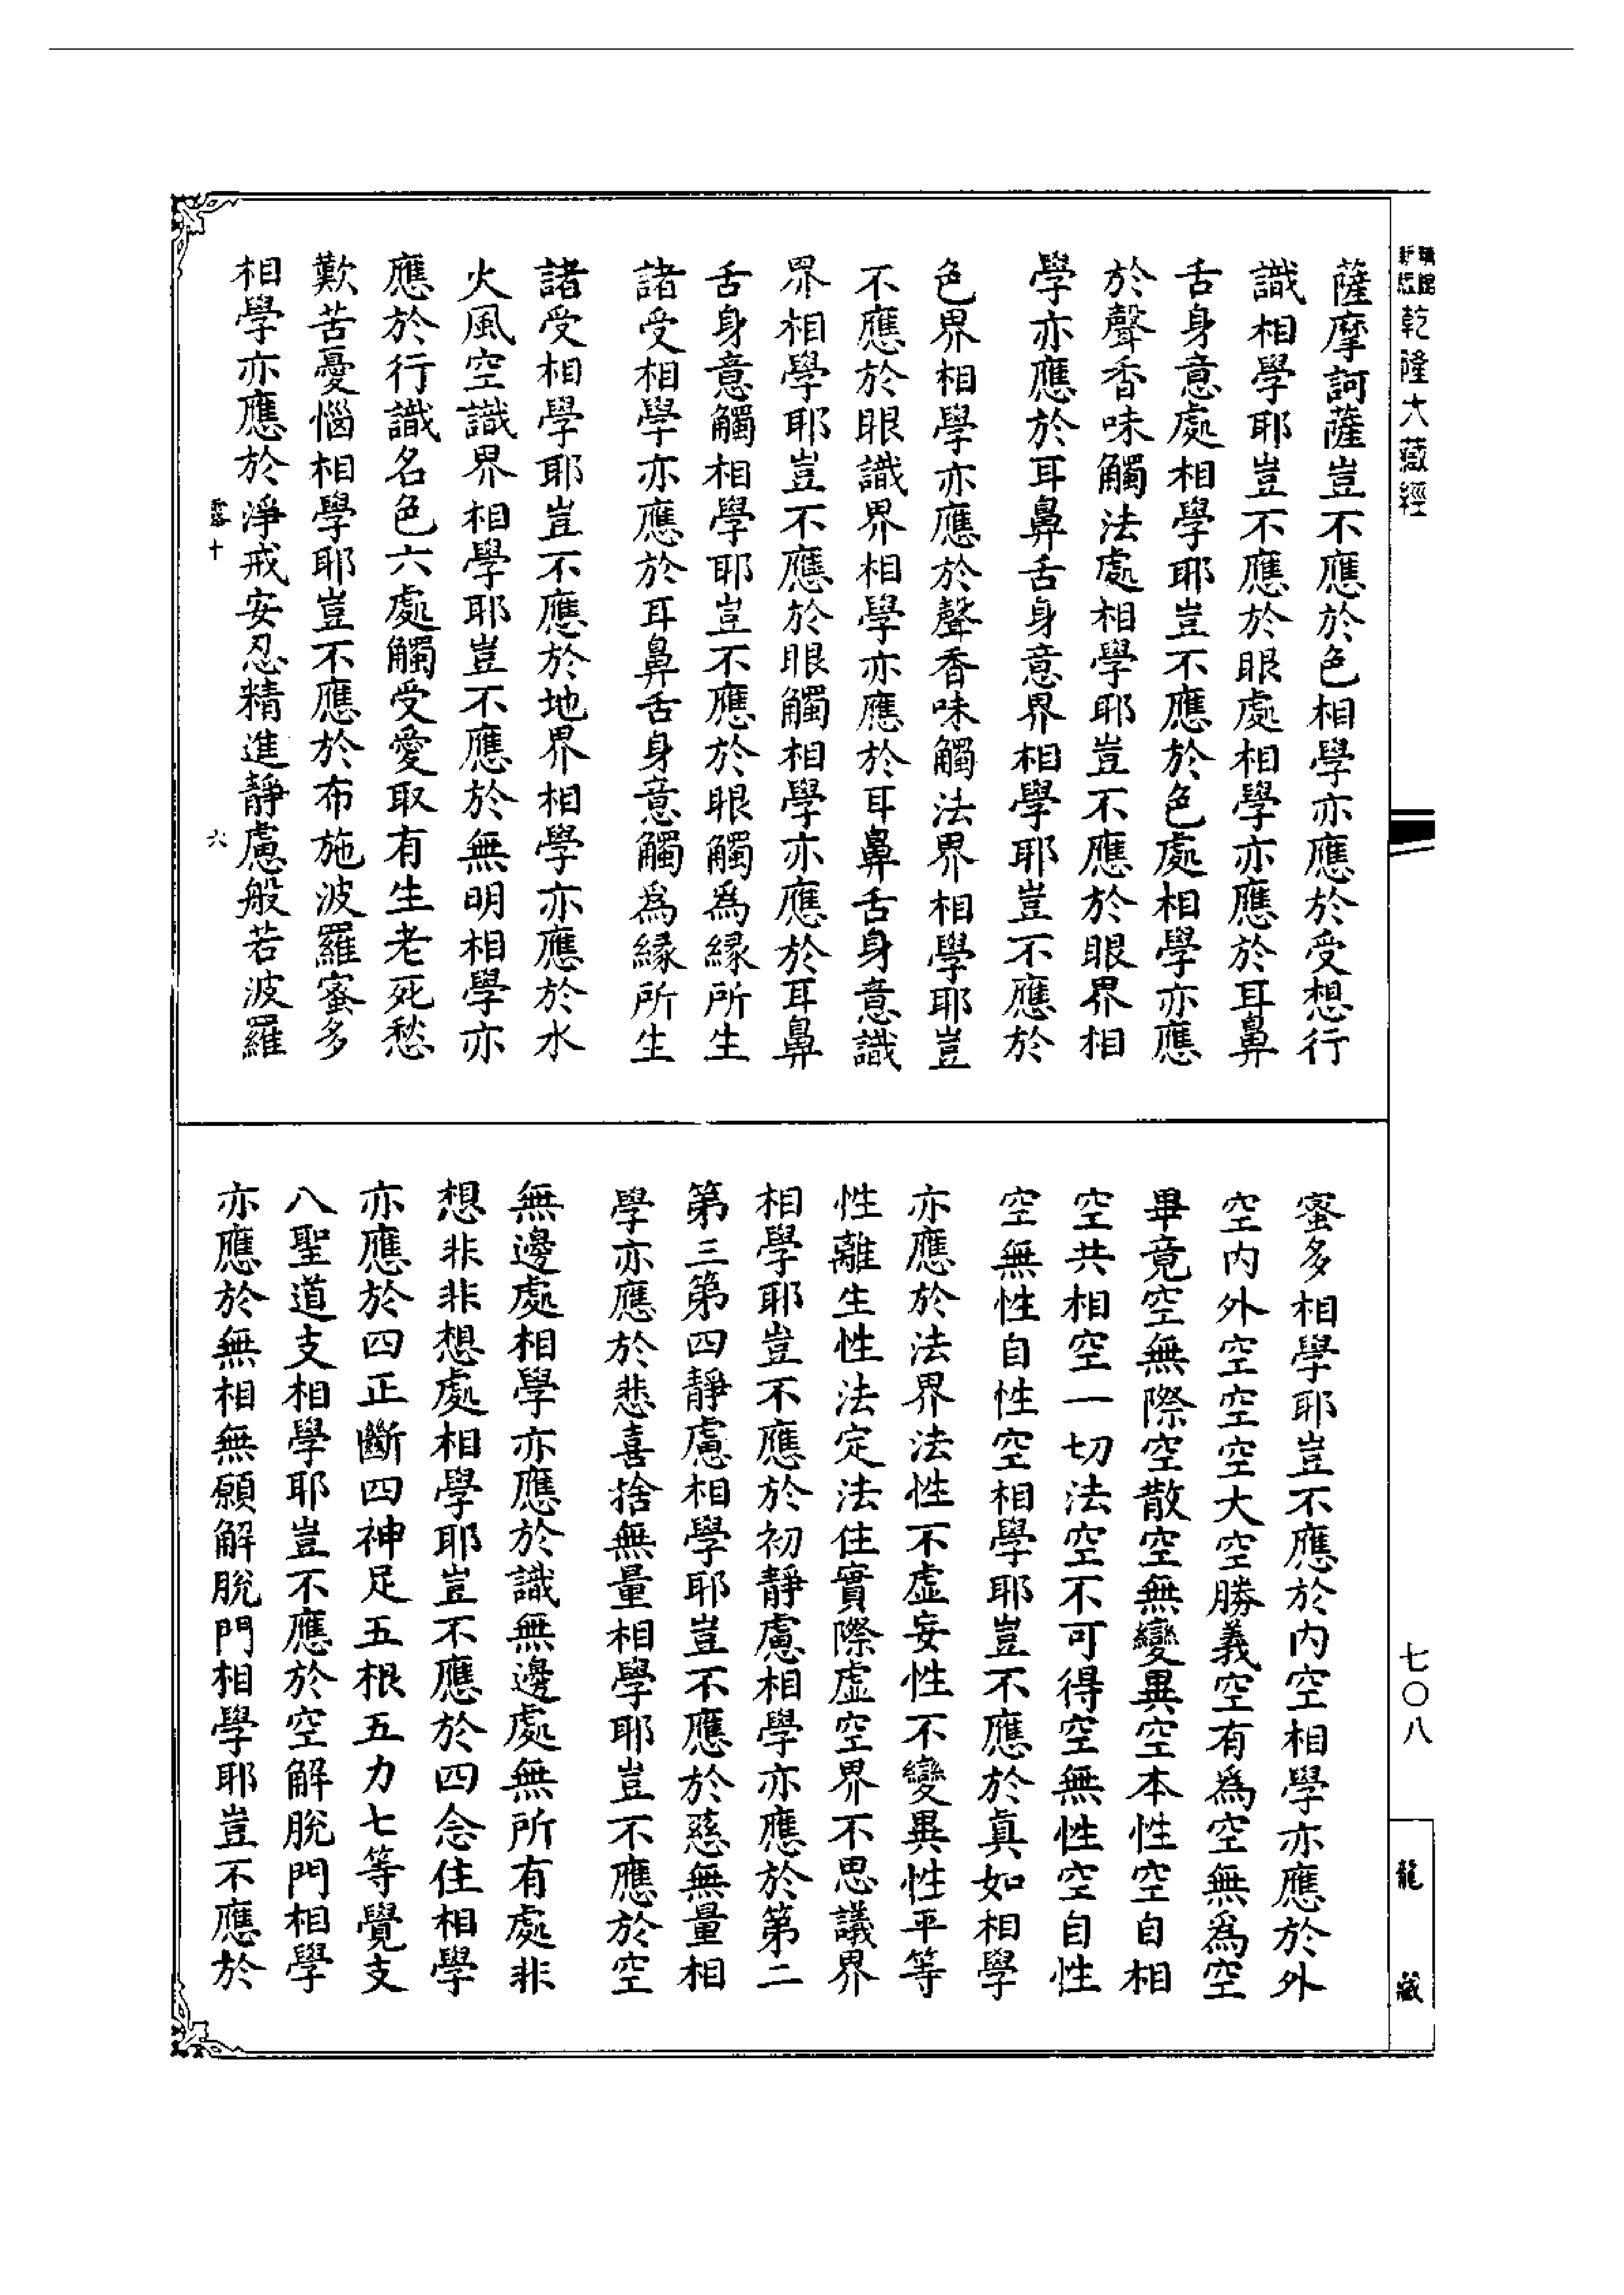 乾隆大藏經
薩摩訶薩豈不應於色相學亦應於受想行
識相學耶豈不應於眼處相學亦應於耳鼻
舌身意處相學耶豈不應於色處相學亦應
於聲香味觸法處相學耶豈不應於眼界相
學亦應於耳鼻舌身意界相學耶豈不應於
色界相學亦應於聲香味觸法界相學耶豈
不應於眼識界相學亦應於耳鼻舌身意識
界相學耶豈不應於眼觸相學亦應於耳鼻
舌身意觸相學耶豈不應於眼觸爲緣所生
諸受相學亦應於耳鼻舌身意觸爲緣所生
諸受相學耶豈不應於地界相學亦應於水
火風空識界相學耶豈不應於無明相學亦
應於行識名色六處觸受愛取有生老死愁
歎苦憂惱相學耶豈不應於布施波羅蜜多
相學亦應於淨戒安忍精進靜慮般若波羅
十 六
蜜多相學耶豈不應於内空相學亦應於外
空内外空空空大空勝義空有爲空無爲空
畢竟空無際空散空無變異空本性空自相
空共相空一切法空不可得空無性空自性
空無性自性空相學耶豈不應於真如相學
亦應於法界法性不虛妄性不變異性平等
性離生性法定法住實際虛空界不思議界
相學耶豈不應於初靜慮相學亦應於第二
第三第四靜慮相學耶豈不應於慈無量相
學亦應於悲喜捨無量相學耶豈不應於空
無邊處相學亦應於識無邊處無所有處非
想非非想處相學耶豈不應於四念住相學
亦應於四正斷四神足五根五力七等覺支
八聖道支相學耶豈不應於空解脫門相學
亦應於無相無願解脫門相學耶豈不應於
七〇八
龍藏